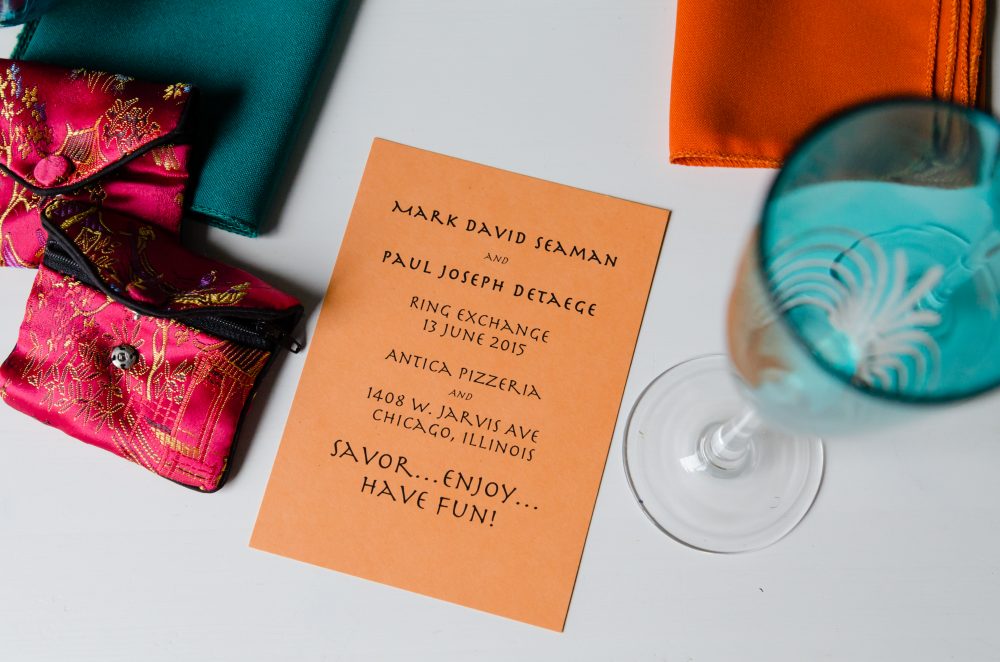 MARK DAVID SEAMAN
AND
PAUL JOSEPH DETAEGE
RING EXCHANGE
13 JUNE 2015
ANTICA PIZZERIA
AND
1408 W. JARVIS AVE
CHICAGO, ILLINOIS
SAVOR...ENJOY...
HAVE FUN!